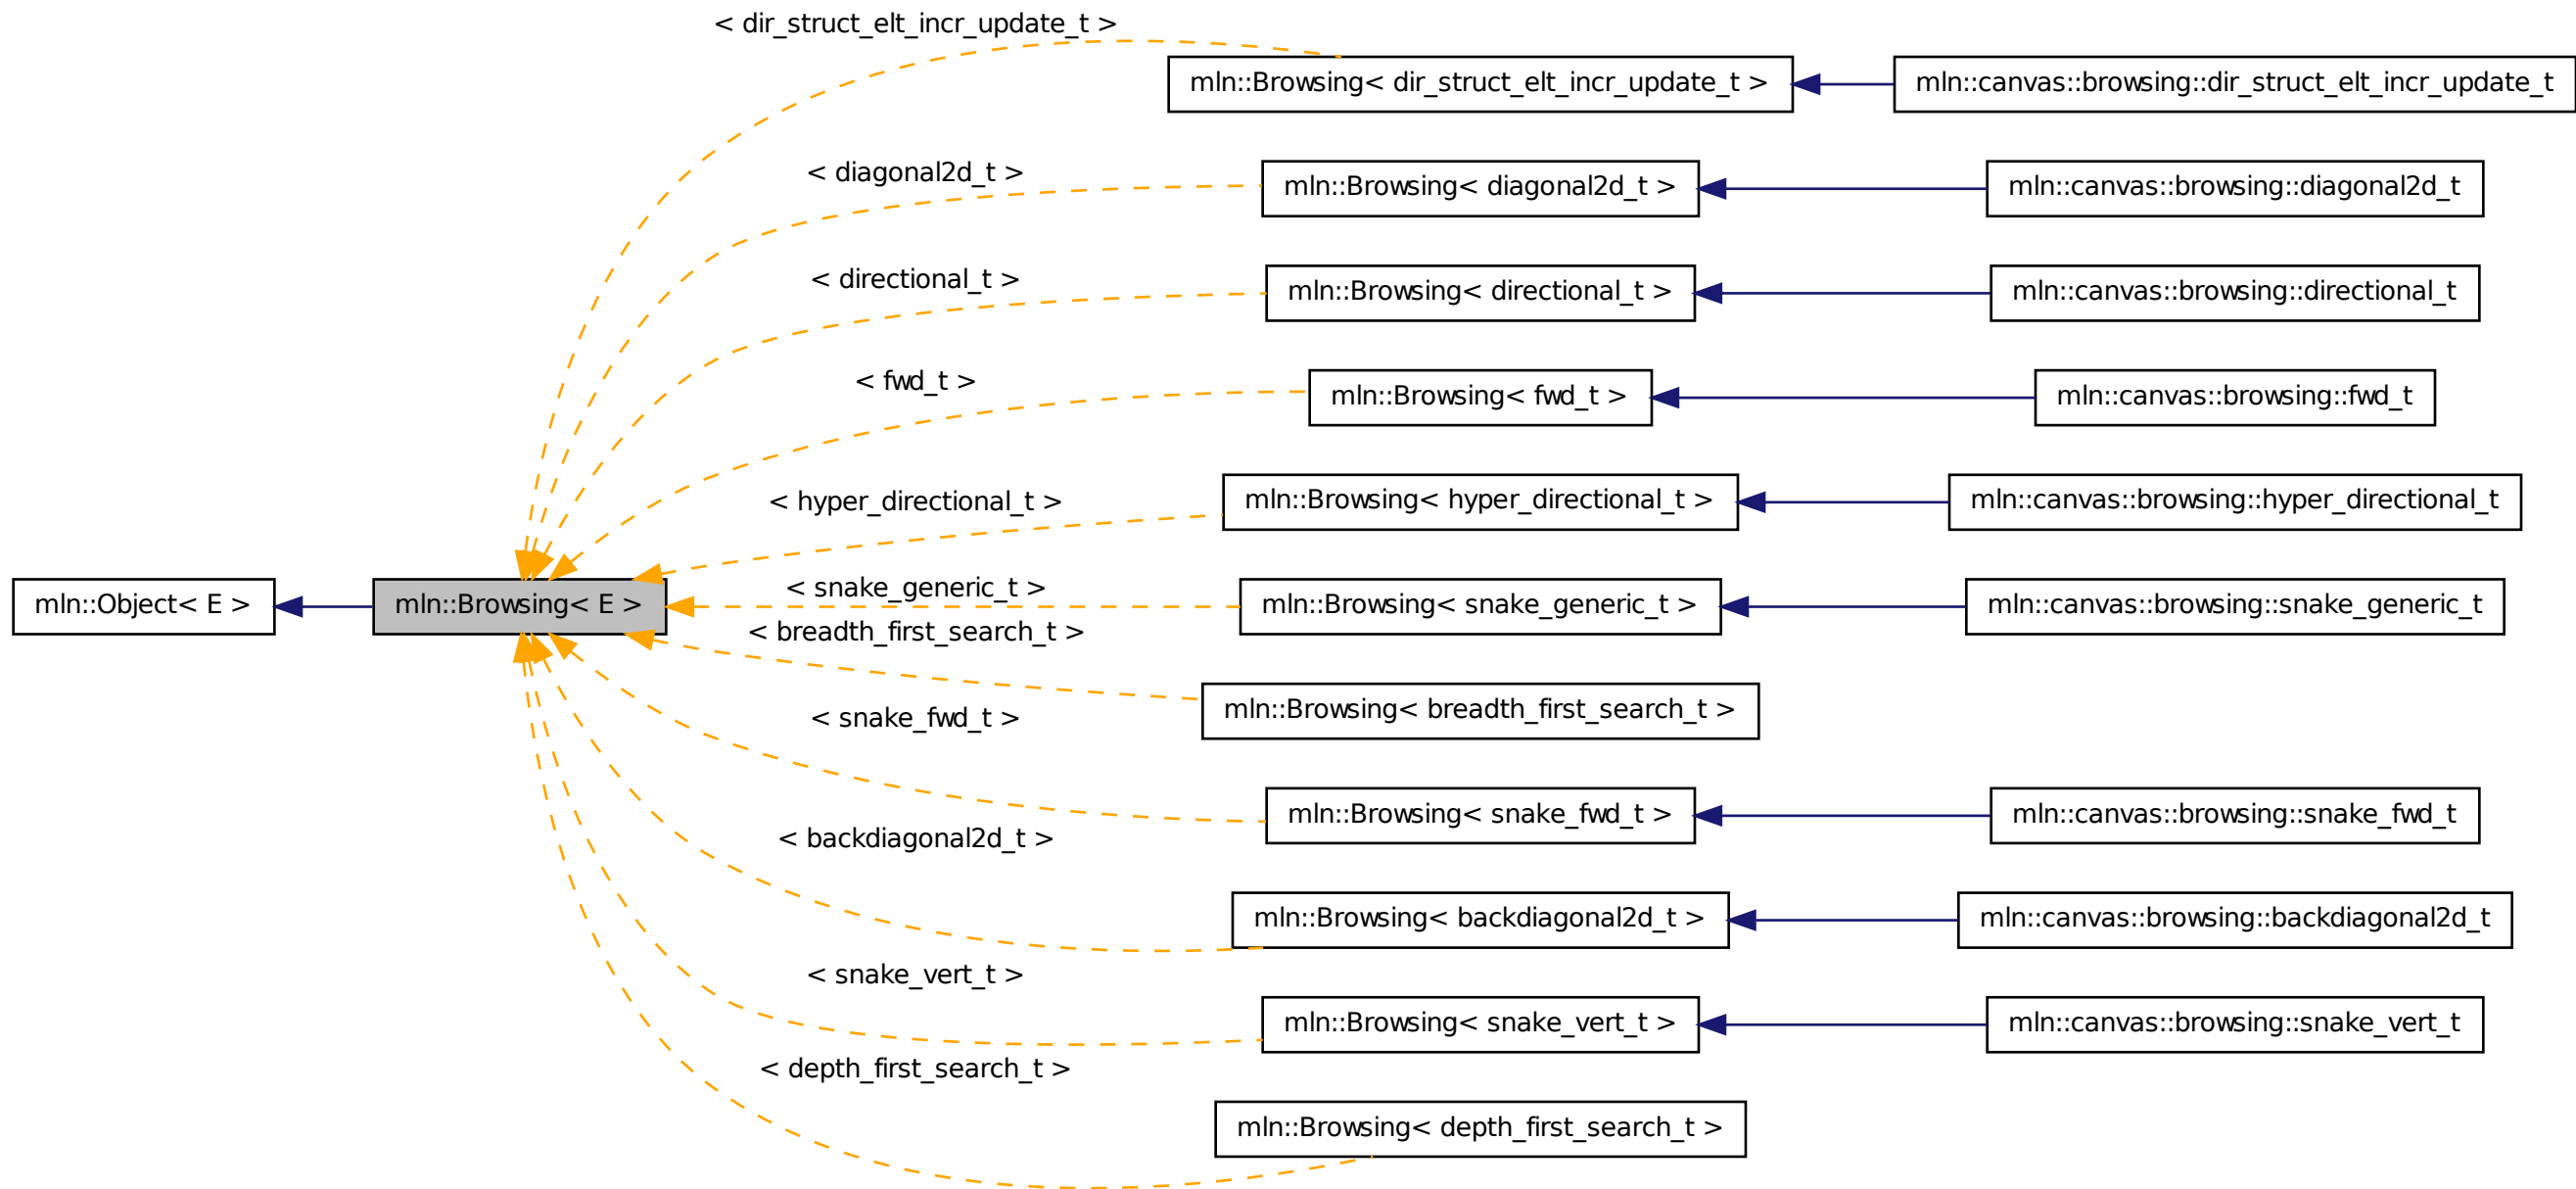 < dir_struct_elt_incr_update_t >
mln::Browsing< dir_struct_elt_incr_update_t >
mln::canvas::browsing::dir_struct_elt_incr_update_t
< diagonal2d_t >
mln::Browsing< diagonal2d_t >
mln::canvas::browsing::diagonal2d_t
< directional_t >
mln::Browsing< directional_t >
mln::canvas::browsing::directional_t
< fwd_t >
mln::Browsing< fwd_t >
mln::canvas::browsing::fwd_t
< hyper_directional_t >
mln::Browsing< hyper_directional_t >
mln::canvas::browsing::hyper_directional_t
mln::Object< E >
mln::Browsing< E >
< snake_generic_t >
mln::Browsing< snake_generic_t >
mln::canvas::browsing::snake_generic_t
< breadth_first_search_t >
mln::Browsing< breadth_first_search_t >
< snake_fwd_t >
mln::Browsing< snake_fwd_t >
mln::canvas::browsing::snake_fwd_t
< backdiagonal2d_t >
mln::Browsing< backdiagonal2d_t >
mln::canvas::browsing::backdiagonal2d_t
< snake_vert_t >
mln::Browsing< snake_vert_t >
mln::canvas::browsing::snake_vert_t
< depth_first_search_t >
mln::Browsing< depth_first_search_t >